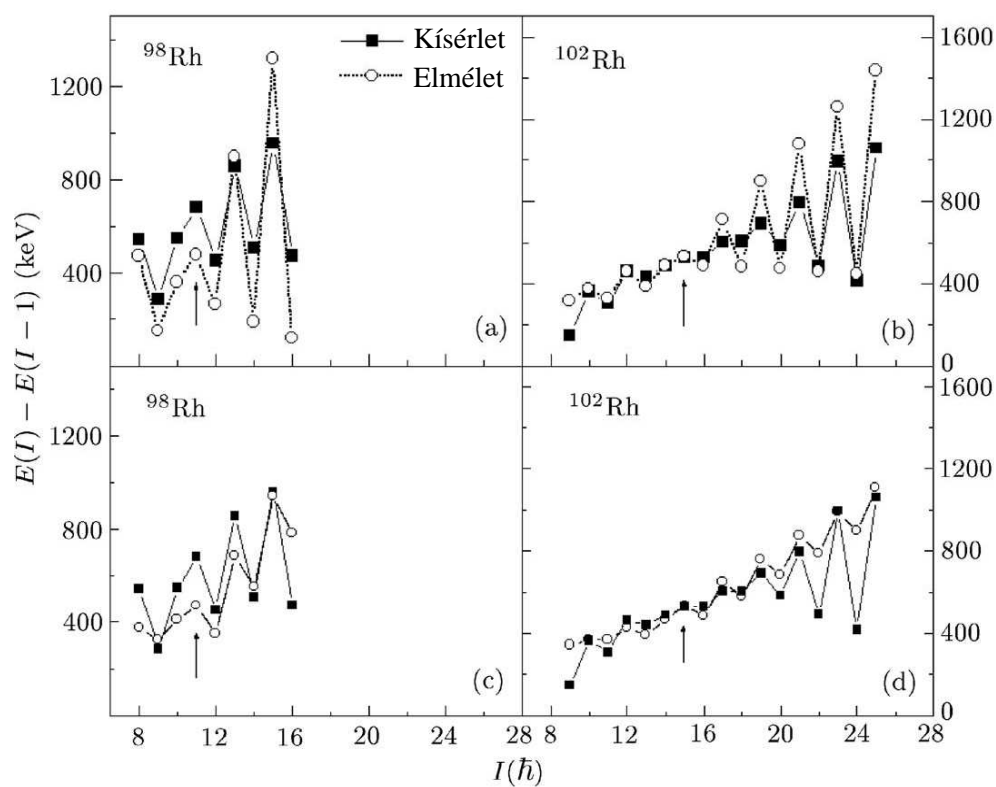 ⁹⁸Rh
Kísérlet
Elmélet
¹⁰²Rh
1200
800
400
(a)
1600
1200
800
400
0
(b)
E(I) − E(I − 1) (keV)
⁹⁸Rh
1200
800
400
(c)
¹⁰²Rh
1600
1200
800
400
0
(d)
8 12 16 20 24 28 8 12 16 20 24 28
I(ℏ)